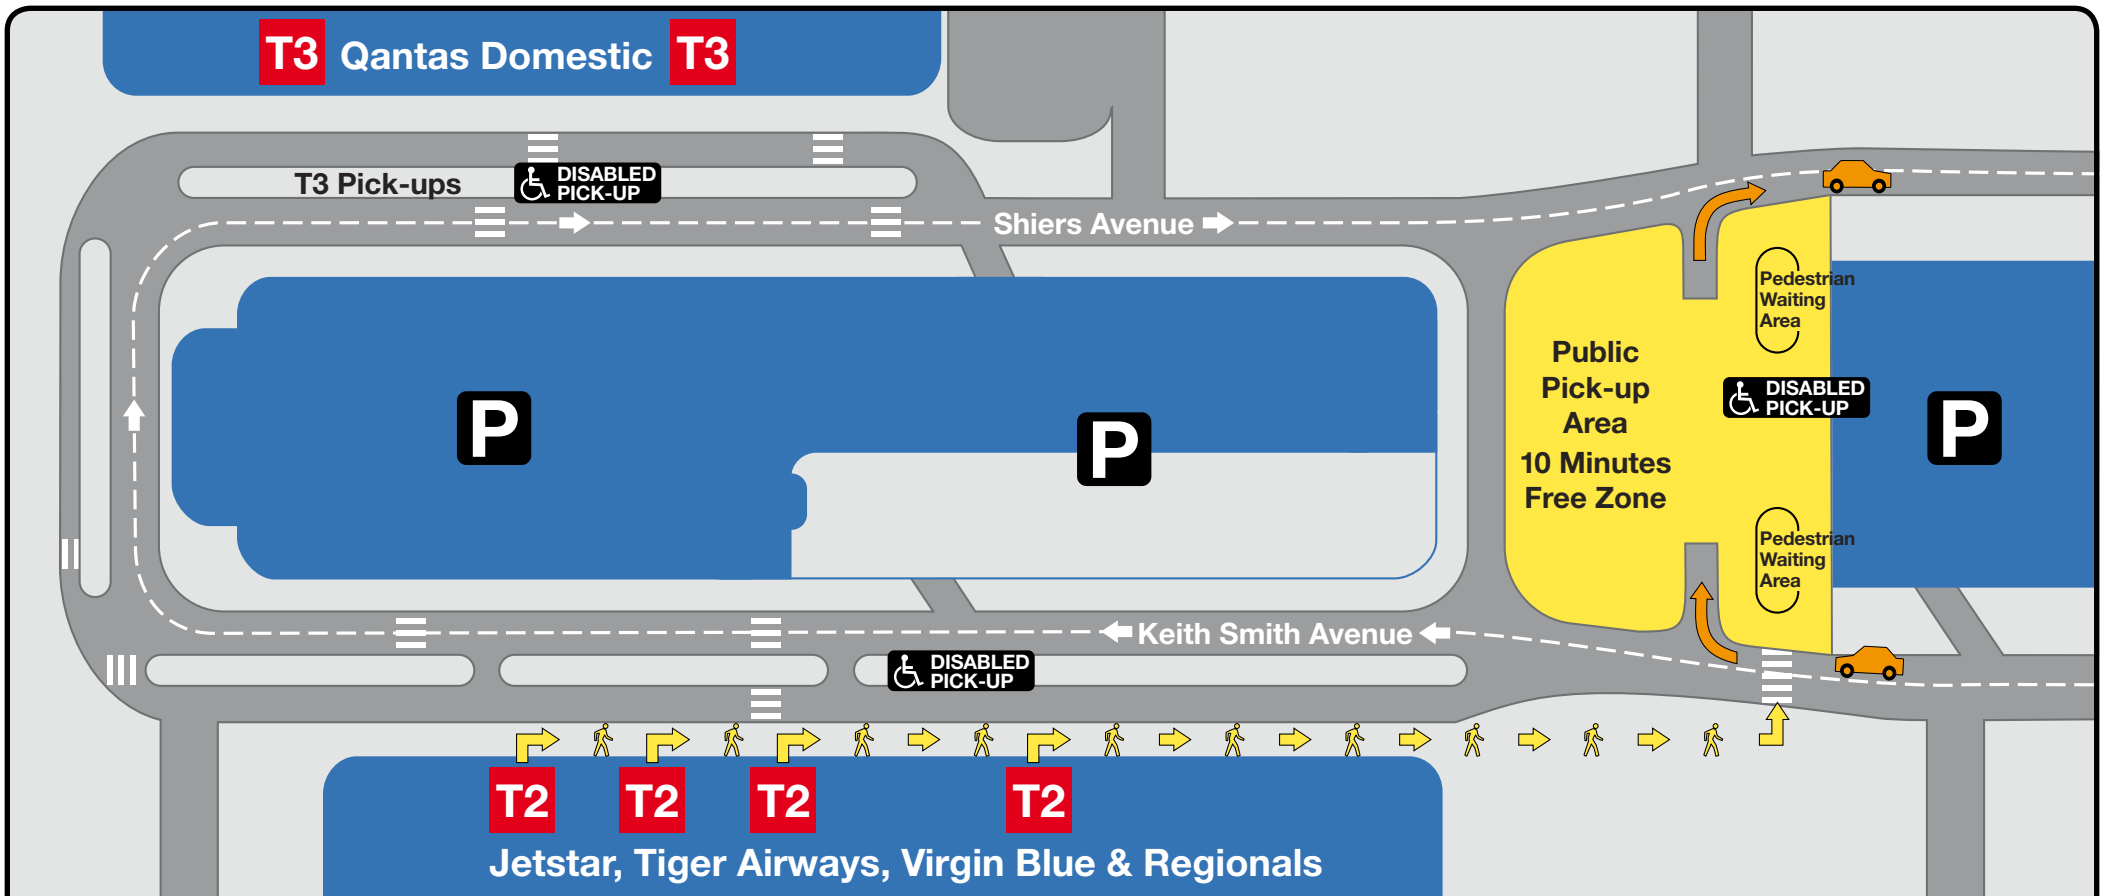 T3 Qantas Domestic T3
T3 Pick-ups
DISABLED
PICK-UP
Shiers Avenue
Pedestrian
Waiting
Area
Public
Pick-up
Area
10 Minutes
Free Zone
DISABLED
PICK-UP
P
P
P
Pedestrian
Waiting
Area
Keith Smith Avenue
DISABLED
PICK-UP
T2
T2
T2
T2
Jetstar, Tiger Airways, Virgin Blue & Regionals